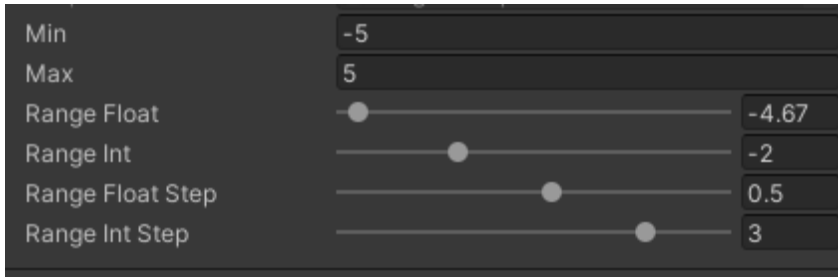 Min -5
Max 5
Range Float -4.67
Range Int -2
Range Float Step 0.5
Range Int Step 3